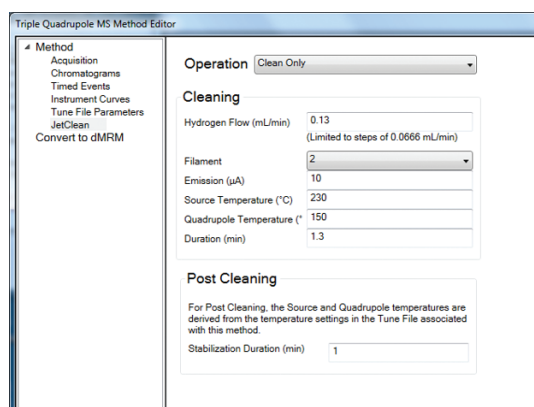 Triple Quadrupole MS Method Editor
Method
Acquisition
Chromatograms
Timed Events
Instrument Curves
Tune File Parameters
JetClean
Convert to dMRM
Operation Clean Only
Cleaning
Hydrogen Flow (mL/min) 0.13
(Limited to steps of 0.0666 mL/min)
Filament 2
Emission (µA) 10
Source Temperature (°C) 230
Quadrupole Temperature (° 150
Duration (min) 1.3
Post Cleaning
For Post Cleaning, the Source and Quadrupole temperatures are
derived from the temperature settings in the Tune File associated
with this method.
Stabilization Duration (min) 1